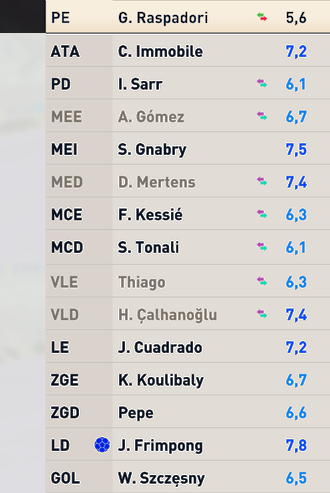 PE G. Raspadori 5,6
ATA C. Immobile 7,2
PD I. Sarr 6,1
MEE A. Gómez 6,7
MEI S. Gnabry 7,5
MED D. Mertens 7,4
MCE F. Kessié 6,3
MCD S. Tonali 6,1
VLE Thiago 6,3
VLD H. Çalhanoğlu 7,4
LE J. Cuadrado 7,2
ZGE K. Koulibaly 6,7
ZGD Pepe 6,6
LD J. Frimpong 7,8
GOL W. Szczęsny 6,5